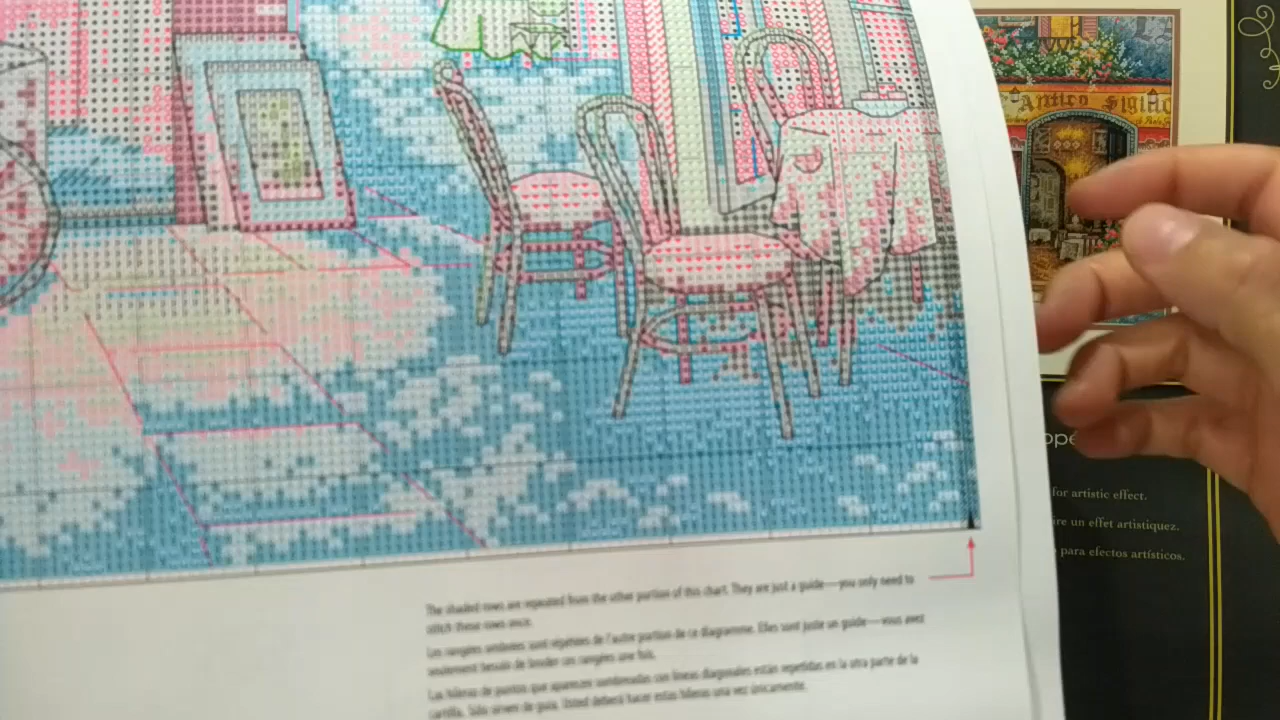 Antico Sigillo
for artistic effect.
re un effet artistiquez.
para efectos artísticos.
The shaded rows are repeated from the other portion of this chart. They are just a guide—you only need to
stitch these rows once.
Les rangées ombrées sont répétées de l'autre portion de ce diagramme. Elles sont juste un guide—vous avez
seulement besoin de broder ces rangées une fois.
Las hileras de puntos que aparecen sombreadas con líneas diagonales están repetidas en la otra parte de la
cartilla. Sólo sirven de guía. Usted deberá hacer estas hileras una vez únicamente.